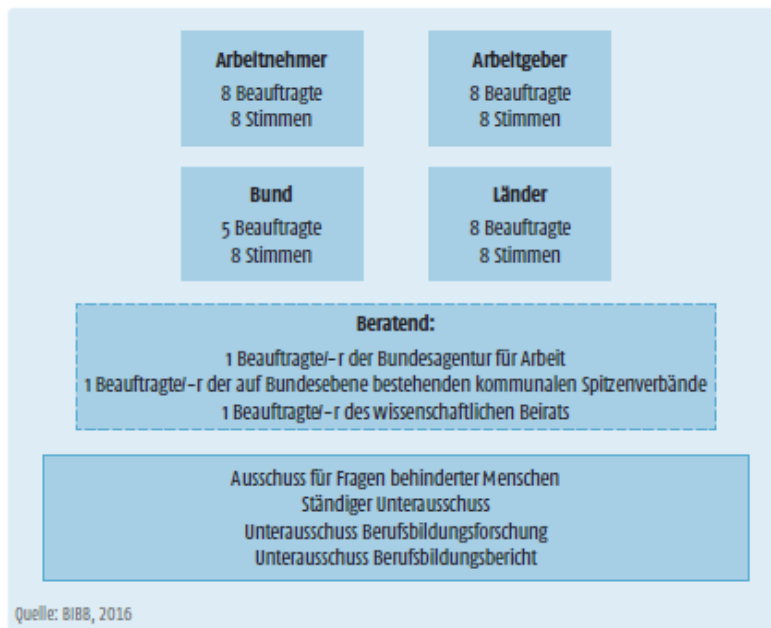 Arbeitnehmer
8 Beauftragte
8 Stimmen
Arbeitgeber
8 Beauftragte
8 Stimmen
Bund
5 Beauftragte
8 Stimmen
Länder
8 Beauftragte
8 Stimmen
Beratend:
1 Beauftragte/-r der Bundesagentur für Arbeit
1 Beauftragte/-r der auf Bundesebene bestehenden kommunalen Spitzenverbände
1 Beauftragte/-r des wissenschaftlichen Beirats
Ausschuss für Fragen behinderter Menschen
Ständiger Unterausschuss
Unterausschuss Berufsbildungsforschung
Unterausschuss Berufsbildungsbericht
Quelle: BIBB, 2016